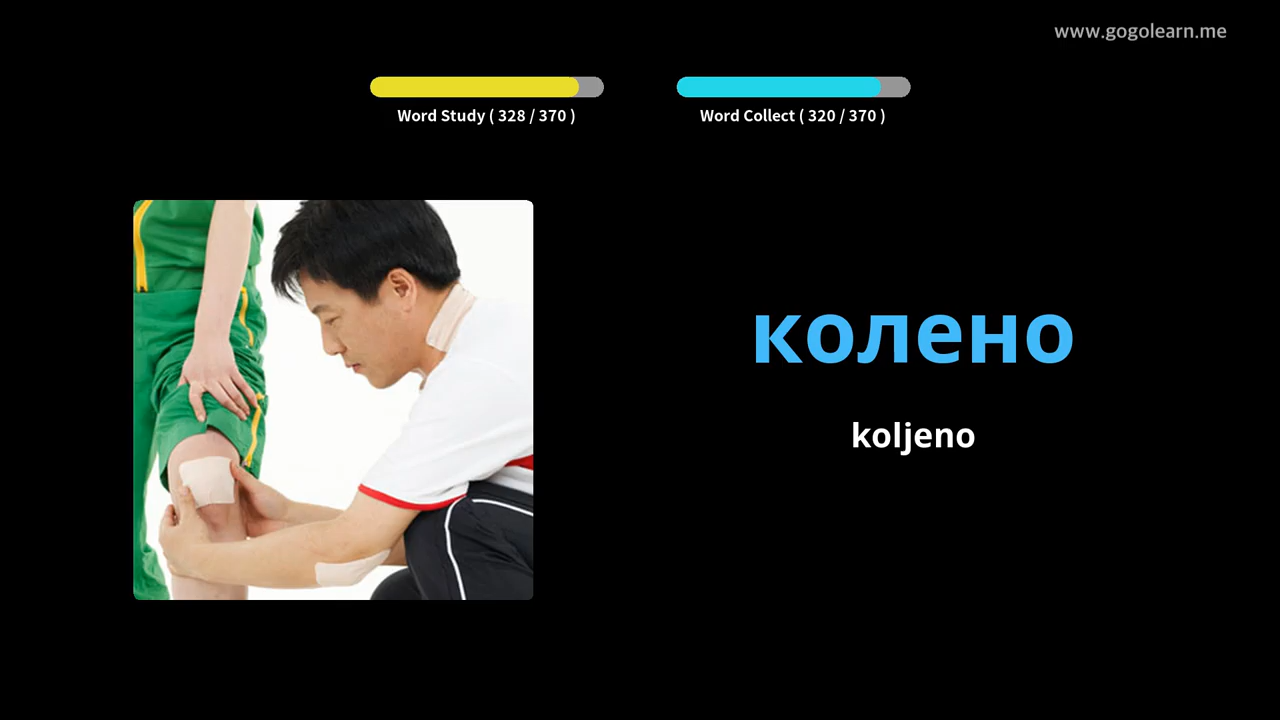 www.gogolearn.me
Word Study ( 328 / 370 )
Word Collect ( 320 / 370 )
колено
koljeno